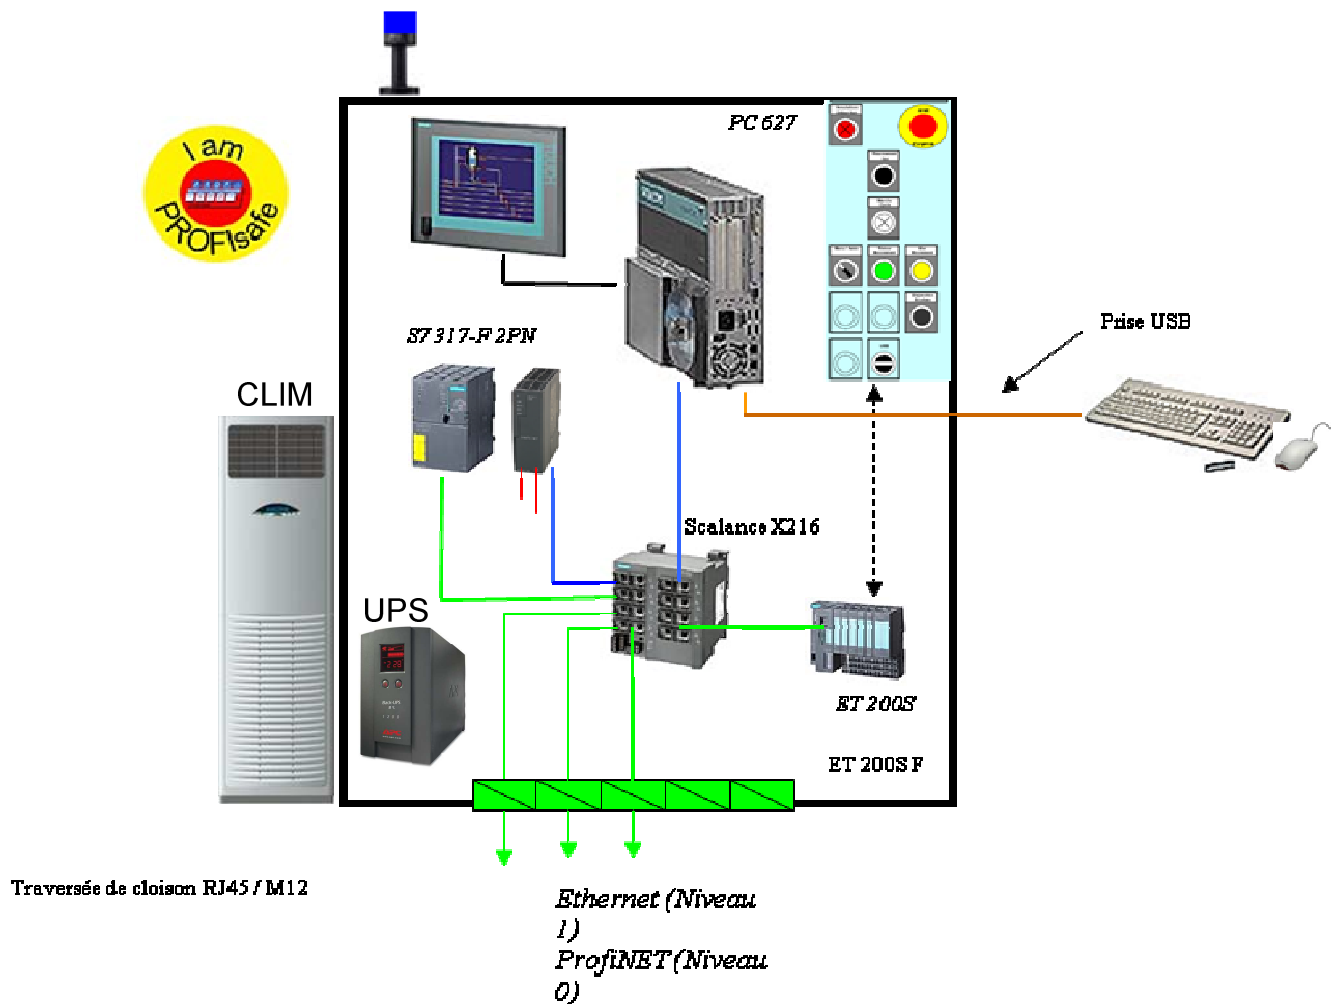 PC 627
I am
PROFIsafe
S7 317-F 2PN
Prise USB
CLIM
Scalance X216
UPS
ET 200S
ET 200S F
Traversée de cloison RJ45 / M12
Ethernet (Niveau
1)
ProfiNET (Niveau
0)